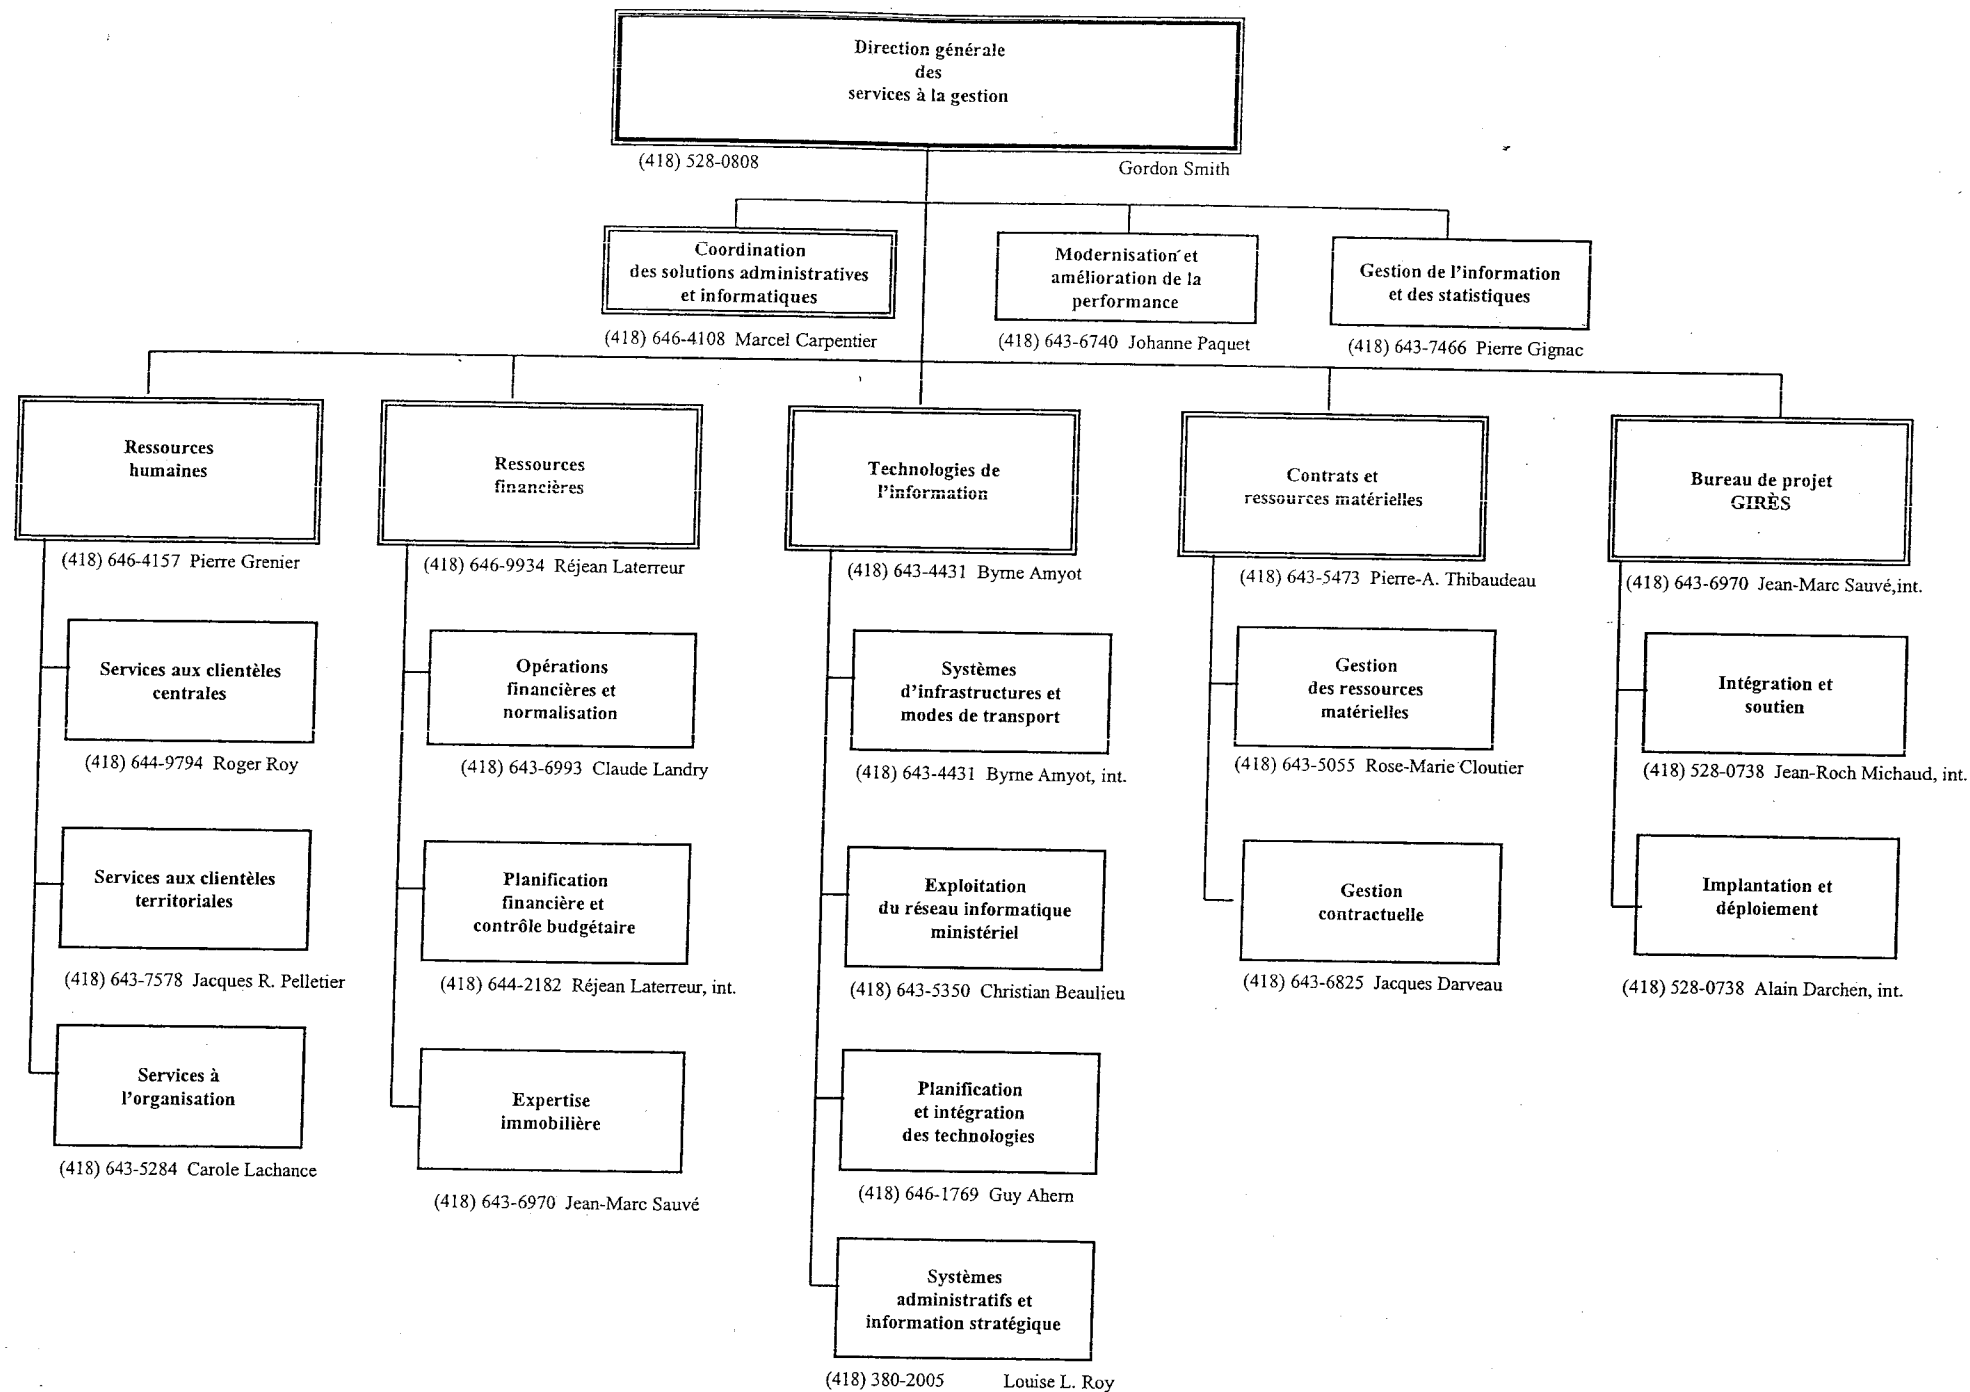 Direction générale
des
services à la gestion
(418) 528-0808 Gordon Smith
Coordination
des solutions administratives
et informatiques
(418) 646-4108 Marcel Carpentier
Modernisation et
amélioration de la
performance
(418) 643-6740 Johanne Paquet
Gestion de l'information
et des statistiques
(418) 643-7466 Pierre Gignac
Ressources
humaines
(418) 646-4157 Pierre Grenier
Services aux clientèles
centrales
(418) 644-9794 Roger Roy
Services aux clientèles
territoriales
(418) 643-7578 Jacques R. Pelletier
Services à
l'organisation
(418) 643-5284 Carole Lachance
Ressources
financières
(418) 646-9934 Réjean Laterreur
Opérations
financières et
normalisation
(418) 643-6993 Claude Landry
Planification
financière et
contrôle budgétaire
(418) 644-2182 Réjean Laterreur, int.
Expertise
immobilière
(418) 643-6970 Jean-Marc Sauvé
Technologies de
l'information
(418) 643-4431 Byrne Amyot
Systèmes
d'infrastructures et
modes de transport
(418) 643-4431 Byrne Amyot, int.
Exploitation
du réseau informatique
ministériel
(418) 643-5350 Christian Beaulieu
Planification
et intégration
des technologies
(418) 646-1769 Guy Ahern
Systèmes
administratifs et
information stratégique
(418) 380-2005 Louise L. Roy
Contrats et
ressources matérielles
(418) 643-5473 Pierre-A. Thibaudeau
Gestion
des ressources
matérielles
(418) 643-5055 Rose-Marie Cloutier
Gestion
contractuelle
(418) 643-6825 Jacques Darveau
Bureau de projet
GIRÈS
(418) 643-6970 Jean-Marc Sauvé,int.
Intégration et
soutien
(418) 528-0738 Jean-Roch Michaud, int.
Implantation et
déploiement
(418) 528-0738 Alain Darchen, int.